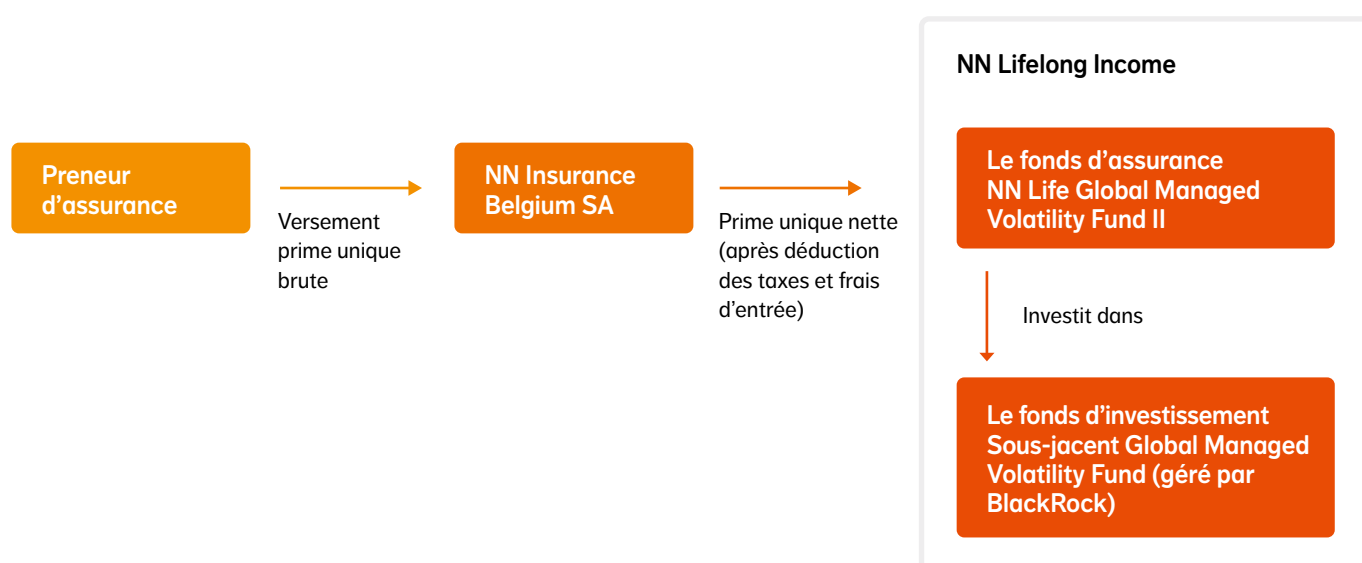 NN Lifelong Income
Preneur
d'assurance
Versement
prime unique
brute
NN Insurance
Belgium SA
Prime unique nette
(après déduction
des taxes et frais
d'entrée)
Le fonds d'assurance
NN Life Global Managed
Volatility Fund II
Investit dans
Le fonds d'investissement
Sous-jacent Global Managed
Volatility Fund (géré par
BlackRock)